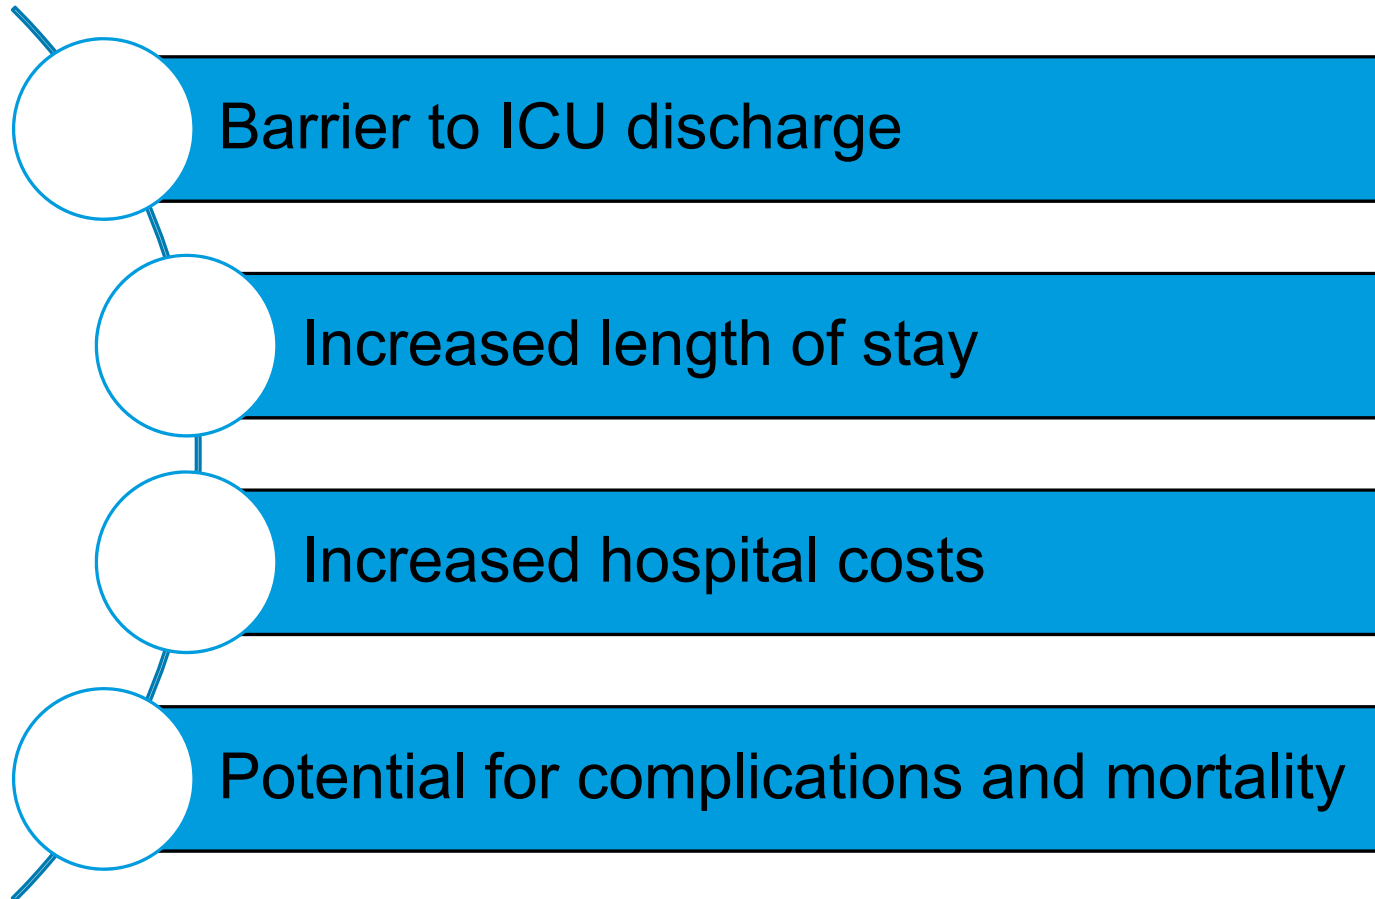 Barrier to ICU discharge
Increased length of stay
Increased hospital costs
Potential for complications and mortality